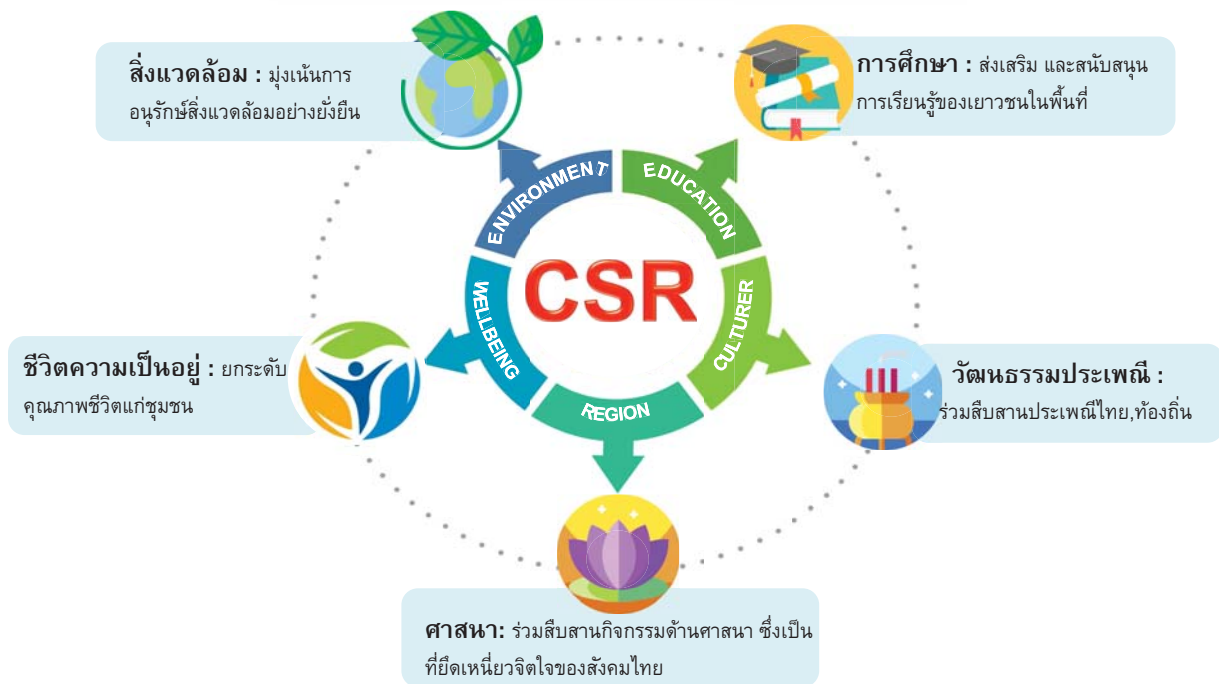 สิ่งแวดล้อม : มุ่งเน้นการ
อนุรักษ์สิ่งแวดล้อมอย่างยั่งยืน
การศึกษา : ส่งเสริม และสนับสนุน
การเรียนรู้ของเยาวชนในพื้นที่
ENVIRONMENT
EDUCATION
CSR
WELLBEING
CULTURER
REGION
ชีวิตความเป็นอยู่ : ยกระดับ
คุณภาพชีวิตแก่ชุมชน
วัฒนธรรมประเพณี :
ร่วมสืบสานประเพณีไทย,ท้องถิ่น
ศาสนา: ร่วมสืบสานกิจกรรมด้านศาสนา ซึ่งเป็น
ที่ยึดเหนี่ยวจิตใจของสังคมไทย